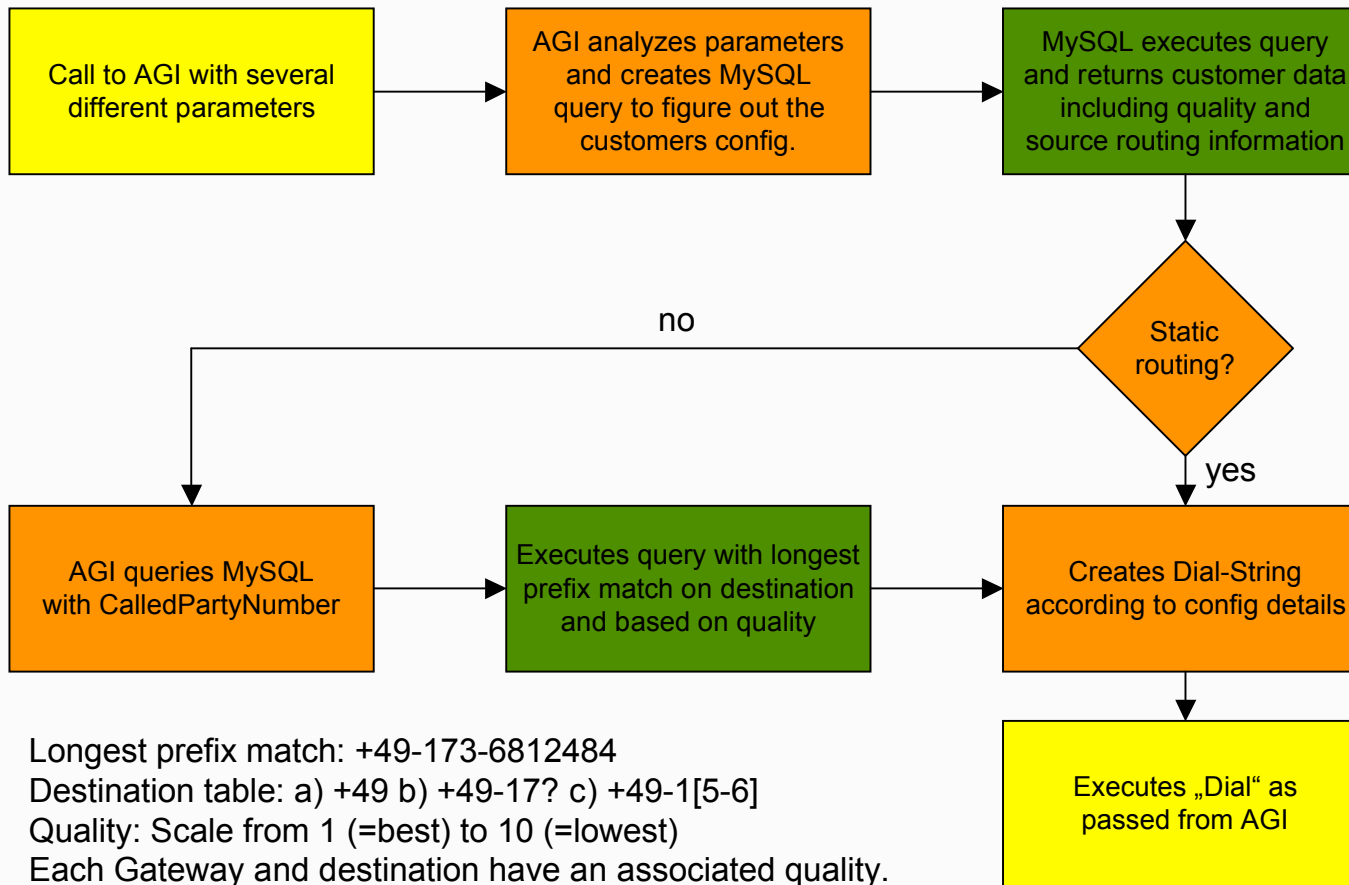 Call to AGI with several
different parameters
AGI analyzes parameters
and creates MySQL
query to figure out the
customers config.
MySQL executes query
and returns customer data
including quality and
source routing information
Static
routing?
no
yes
AGI queries MySQL
with CalledPartyNumber
Executes query with longest
prefix match on destination
and based on quality
Creates Dial-String
according to config details
Executes „Dial“ as
passed from AGI
Longest prefix match: +49-173-6812484
Destination table: a) +49 b) +49-17? c) +49-1[5-6]
Quality: Scale from 1 (=best) to 10 (=lowest)
Each Gateway and destination have an associated quality.